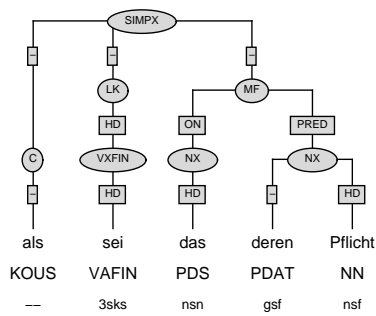 SIMPX
– – –
LK MF
HD ON PRED
C VXFIN NX NX
– HD HD – HD
als sei das deren Pflicht
KOUS VAFIN PDS PDAT NN
–– 3sks nsn gsf nsf